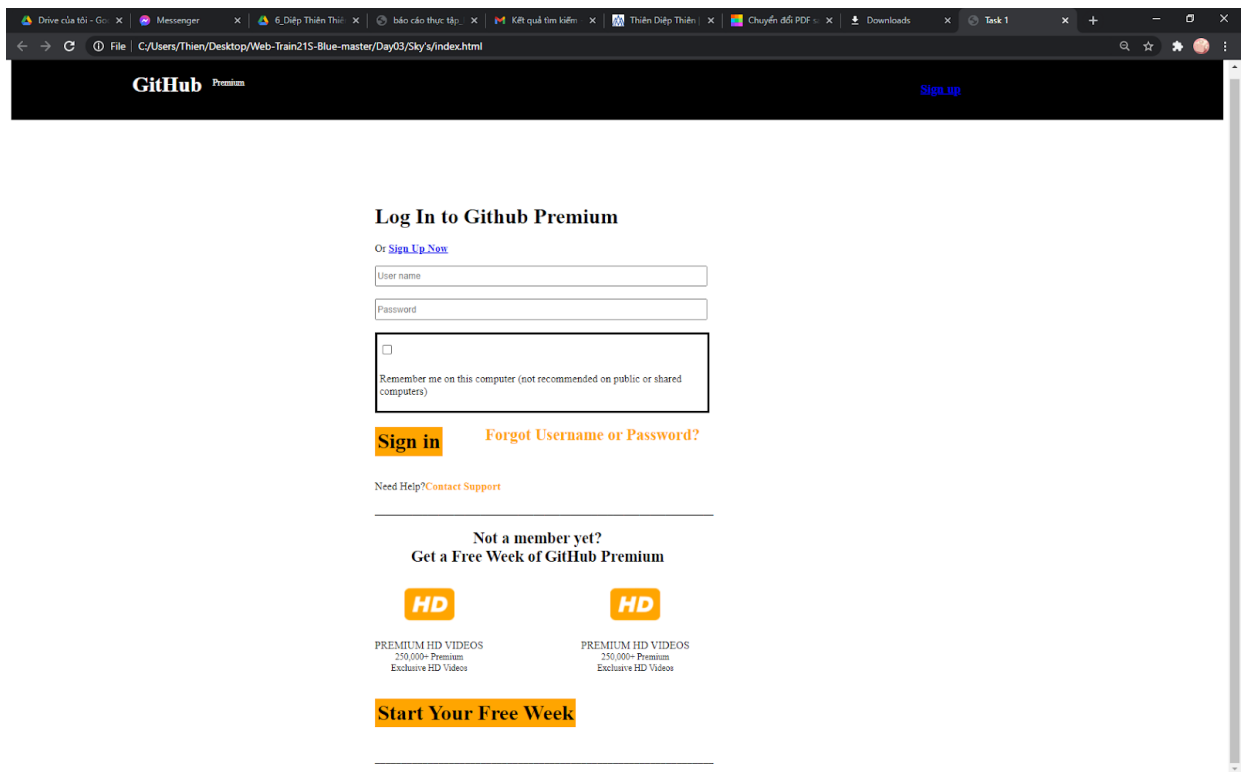 Drive của tôi - Goo
Messenger
6_Diệp Thiên Thiê
báo cáo thực tập_
Kết quả tìm kiếm
Thiên Diệp Thiên |
Chuyển đổi PDF s
Downloads
Task 1
File | C:/Users/Thien/Desktop/Web-Train21S-Blue-master/Day03/Sky's/index.html
GitHub Premium
Sign up
Log In to Github Premium
Or Sign Up Now
User name
Password
Remember me on this computer (not recommended on public or shared
computers)
Sign in
Forgot Username or Password?
Need Help?Contact Support
Not a member yet?
Get a Free Week of GitHub Premium
HD HD
PREMIUM HD VIDEOS PREMIUM HD VIDEOS
250,000+ Premium 250,000+ Premium
Exclusive HD Videos Exclusive HD Videos
Start Your Free Week